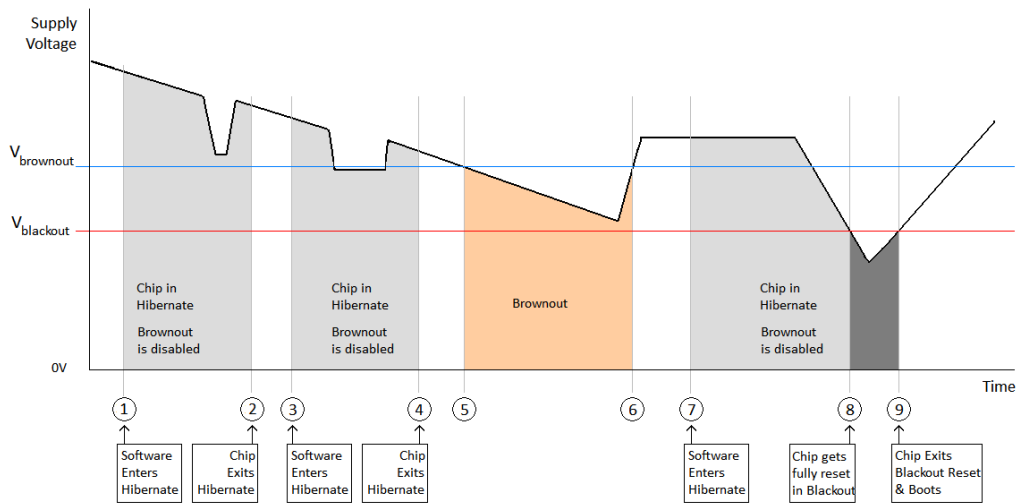 Supply
Voltage
Vbrownout
Vblackout
0V
Time
Chip in
Hibernate
Brownout
is disabled
Chip in
Hibernate
Brownout
is disabled
Brownout
Chip in
Hibernate
Brownout
is disabled
1
2
3
4
5
6
7
8
9
Software
Enters
Hibernate
Chip
Exits
Hibernate
Software
Enters
Hibernate
Chip
Exits
Hibernate
Software
Enters
Hibernate
Chip gets
fully reset
in Blackout
Chip Exits
Blackout Reset
& Boots